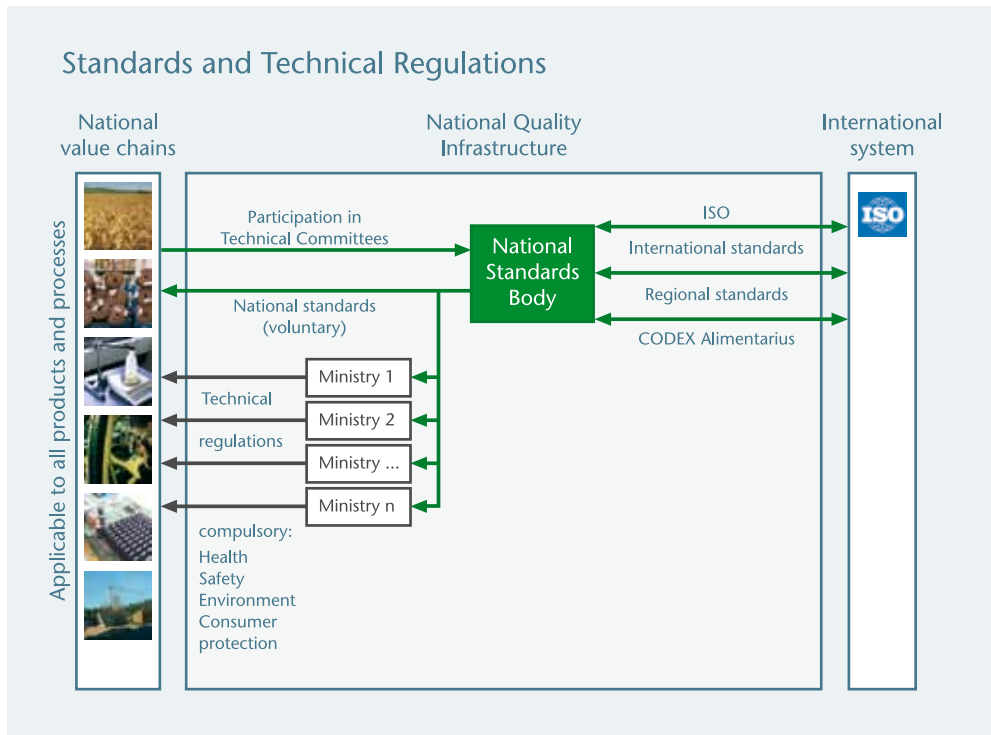 Standards and Technical Regulations
National
value chains
National Quality
Infrastructure
International
system
Applicable to all products and processes
Participation in
Technical Committees
National standards
(voluntary)
National
Standards
Body
ISO
International standards
Regional standards
CODEX Alimentarius
ISO
Ministry 1
Technical
Ministry 2
regulations
Ministry ...
Ministry n
compulsory:
Health
Safety
Environment
Consumer
protection